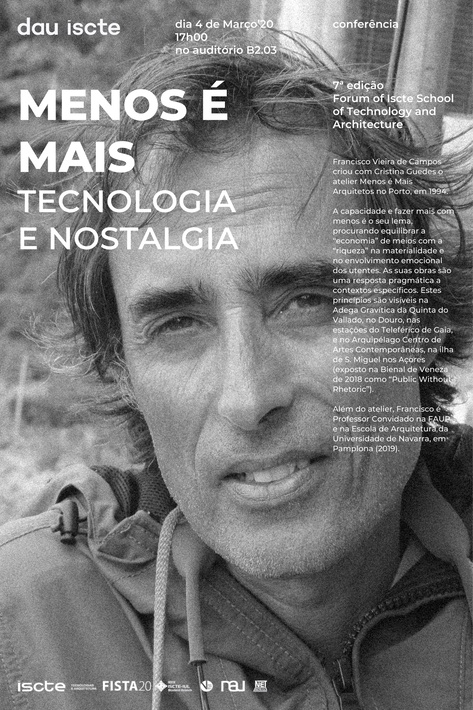 dau iscte
dia 4 de Março'20
17h00
no auditório B2.03
conferência
MENOS É
MAIS
TECNOLOGIA
E NOSTALGIA
7ª edição
Forum of Iscte School
of Technology and
Architecture
Francisco Vieira de Campos
criou com Cristina Guedes o
atelier Menos é Mais
Arquitetos no Porto, em 1994.
A capacidade e fazer mais com
menos é o seu lema,
procurando equilibrar a
"economia" de meios com a
"riqueza" na materialidade e
no envolvimento emocional
dos utentes. As suas obras são
uma resposta pragmática a
contextos específicos. Estes
princípios são visíveis na
Adega Gravítica da Quinta do
Vallado, no Douro, nas
estações do Teleférico de Gaia,
e no Arquipélago Centro de
Artes Contemporâneas, na ilha
de S. Miguel nos Açores
(exposto na Bienal de Veneza
de 2018 como "Public Without
Rhetoric").
Além do atelier, Francisco é
Professor Convidado na FAUP
e na Escola de Arquitetura da
Universidade de Navarra, em
Pamplona (2019).
iscte
FISTA20
ISCTE-IUL
nau